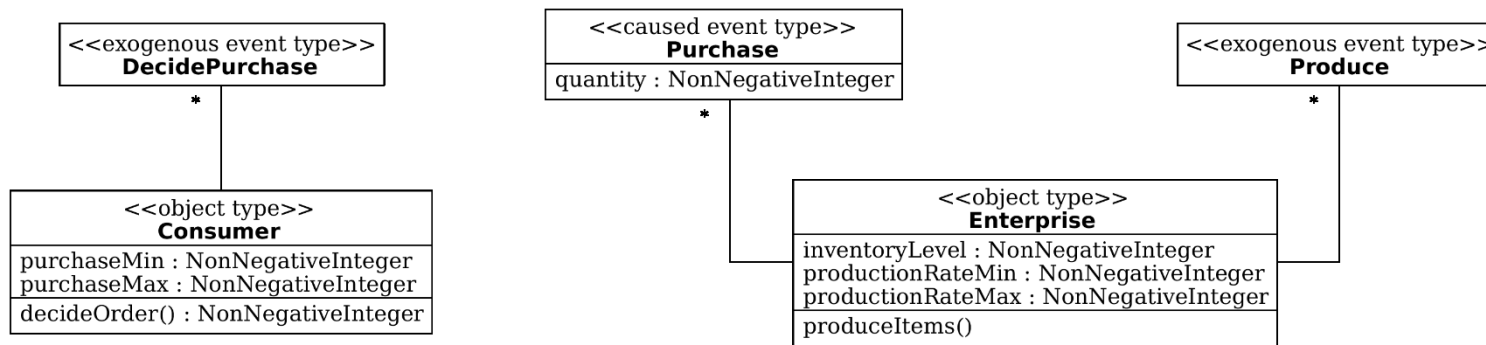 <<exogenous event type>>
DecidePurchase
*
<<object type>>
Consumer
purchaseMin : NonNegativeInteger
purchaseMax : NonNegativeInteger
decideOrder() : NonNegativeInteger
<<caused event type>>
Purchase
quantity : NonNegativeInteger
*
<<exogenous event type>>
Produce
*
<<object type>>
Enterprise
inventoryLevel : NonNegativeInteger
productionRateMin : NonNegativeInteger
productionRateMax : NonNegativeInteger
produceItems()